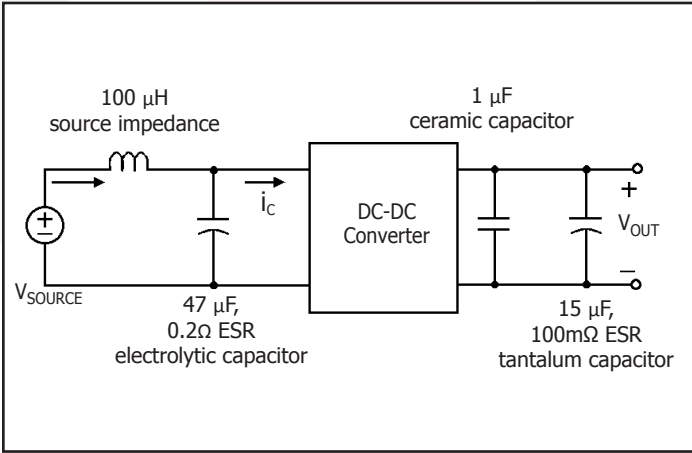 100 µH
source impedance
1 µF
ceramic capacitor
+
−
V_SOURCE
i_C
DC-DC
Converter
+
V_OUT
−
47 µF,
0.2Ω ESR
electrolytic capacitor
15 µF,
100mΩ ESR
tantalum capacitor